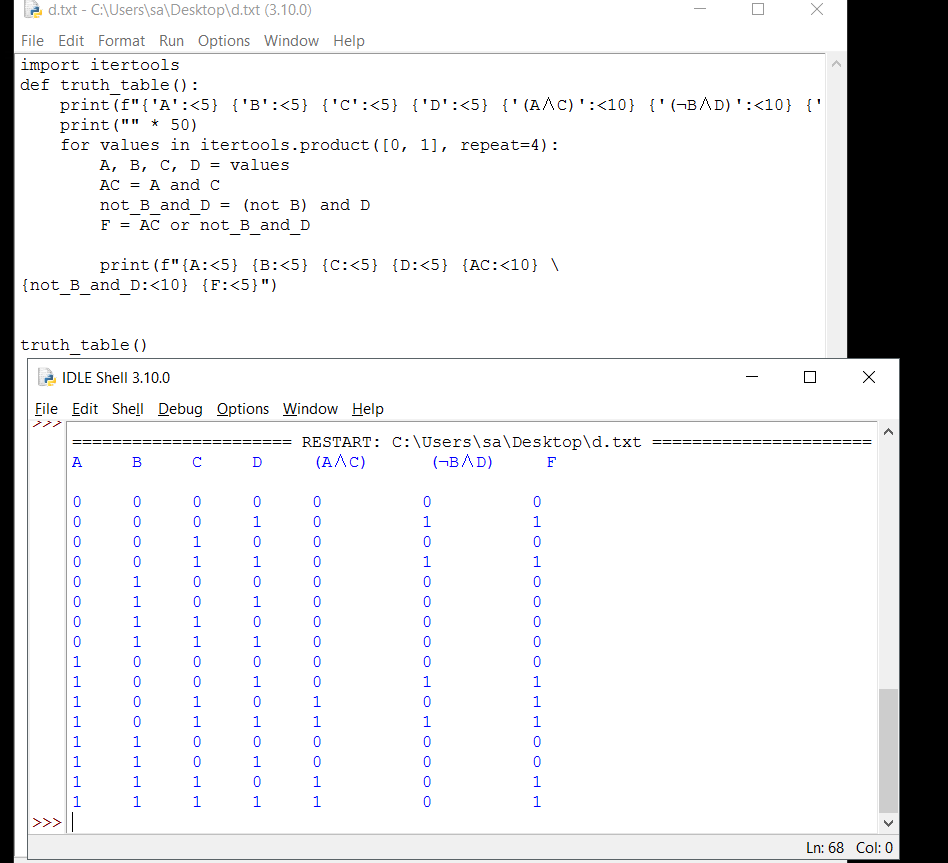 d.txt - C:\Users\sa\Desktop\d.txt (3.10.0)
File Edit Format Run Options Window Help
import itertools
def truth_table():
    print(f"{'A':<5} {'B':<5} {'C':<5} {'D':<5} {'(A⋀C)':<10} {'(¬B⋀D)':<10} {'
    print("" * 50)
    for values in itertools.product([0, 1], repeat=4):
        A, B, C, D = values
        AC = A and C
        not_B_and_D = (not B) and D
        F = AC or not_B_and_D
        print(f"{A:<5} {B:<5} {C:<5} {D:<5} {AC:<10} \
{not_B_and_D:<10} {F:<5}")
truth_table()
IDLE Shell 3.10.0
File Edit Shell Debug Options Window Help
>>>
====================== RESTART: C:\Users\sa\Desktop\d.txt ======================
A     B     C     D     (A⋀C)      (¬B⋀D)     F
0     0     0     0     0          0          0
0     0     0     1     0          1          1
0     0     1     0     0          0          0
0     0     1     1     0          1          1
0     1     0     0     0          0          0
0     1     0     1     0          0          0
0     1     1     0     0          0          0
0     1     1     1     0          0          0
1     0     0     0     0          0          0
1     0     0     1     0          1          1
1     0     1     0     1          0          1
1     0     1     1     1          1          1
1     1     0     0     0          0          0
1     1     0     1     0          0          0
1     1     1     0     1          0          1
1     1     1     1     1          0          1
>>>
Ln: 68 Col: 0